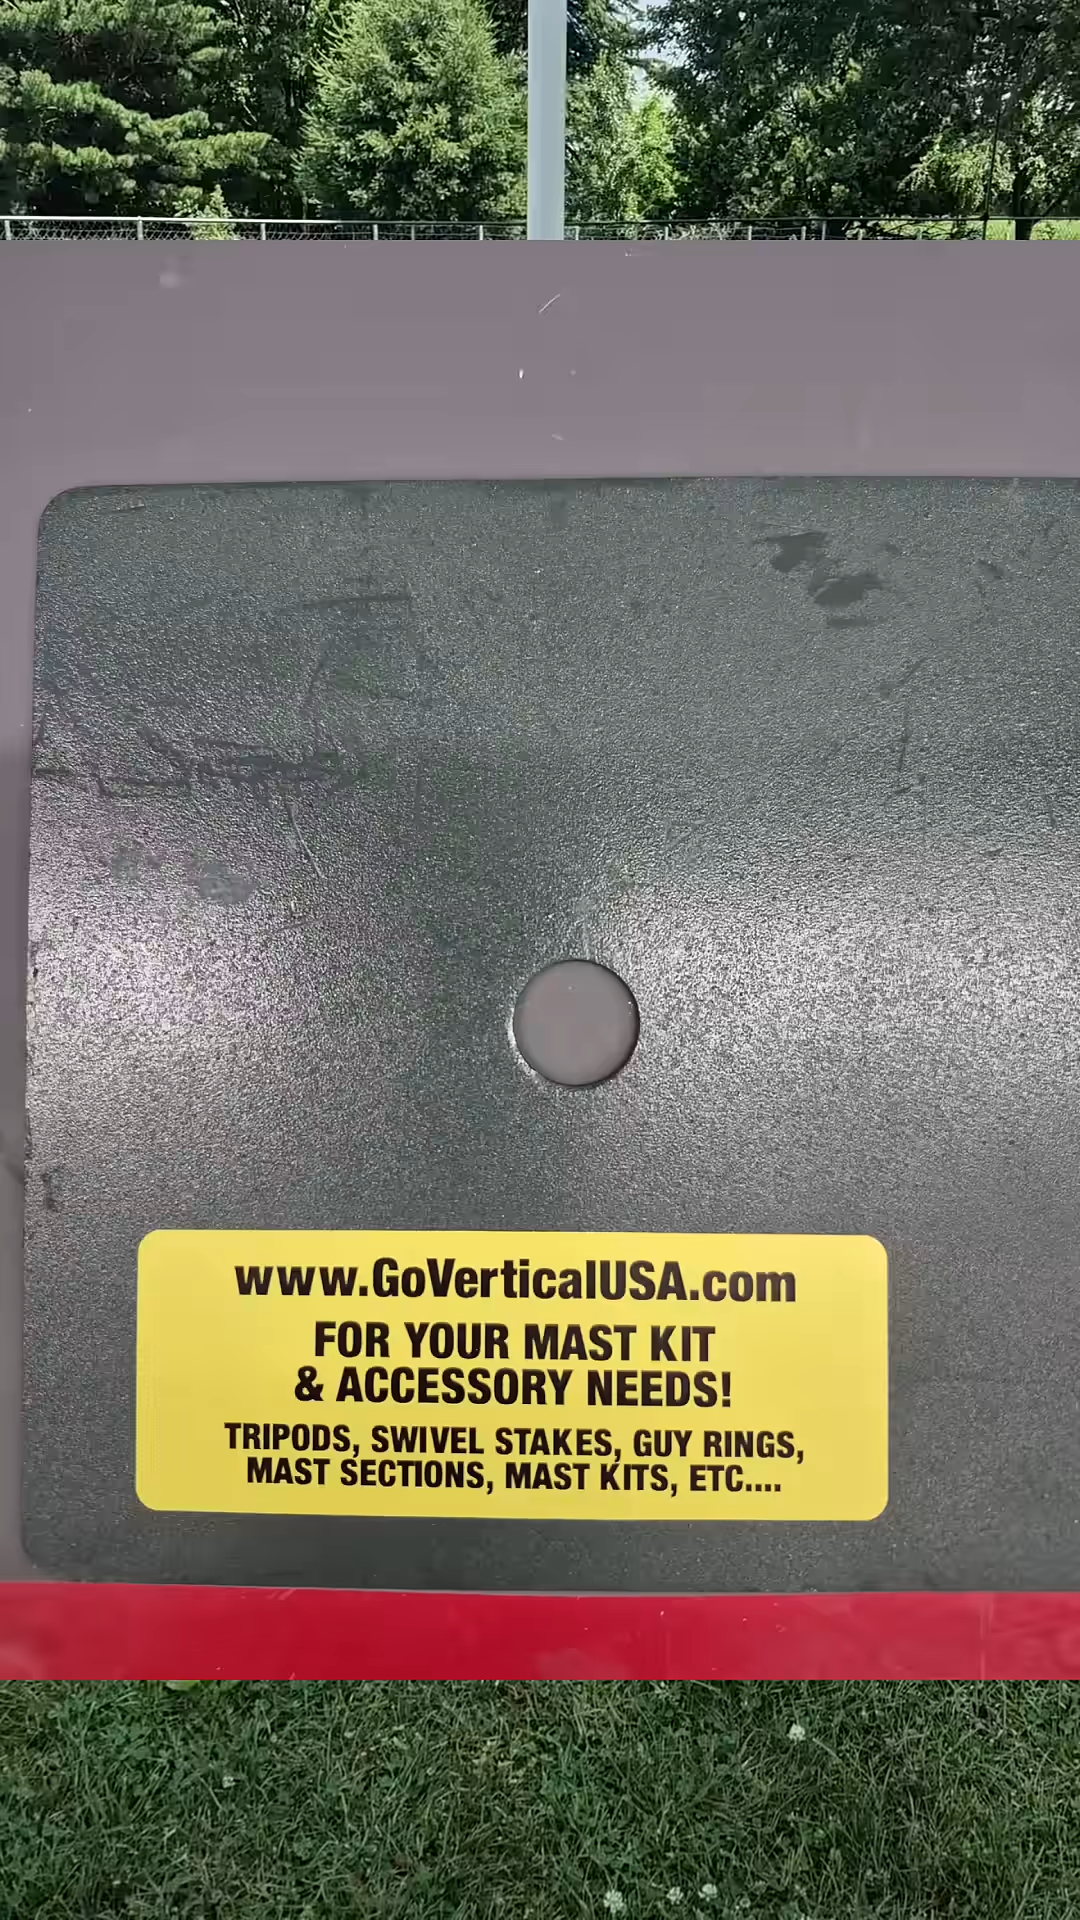 www.GoVerticalUSA.com
FOR YOUR MAST KIT
& ACCESSORY NEEDS!
TRIPODS, SWIVEL STAKES, GUY RINGS,
MAST SECTIONS, MAST KITS, ETC....